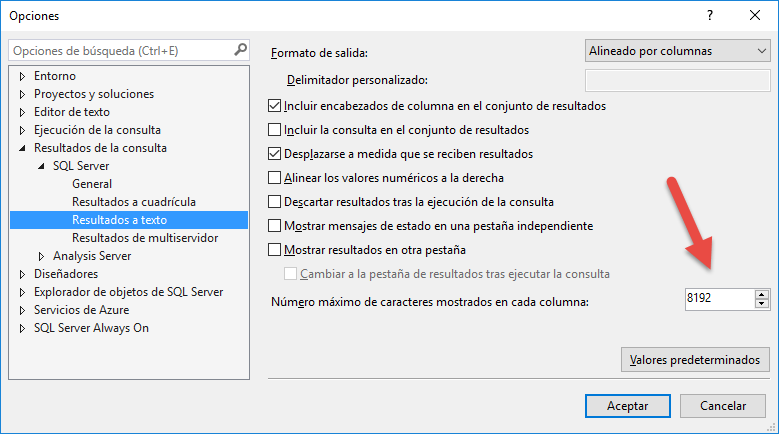 Opciones
Opciones de búsqueda (Ctrl+E)
Entorno
Proyectos y soluciones
Editor de texto
Ejecución de la consulta
Resultados de la consulta
SQL Server
General
Resultados a cuadrícula
Resultados a texto
Resultados de multiservidor
Analysis Server
Diseñadores
Explorador de objetos de SQL Server
Servicios de Azure
SQL Server Always On
Formato de salida:
Alineado por columnas
Delimitador personalizado:
Incluir encabezados de columna en el conjunto de resultados
Incluir la consulta en el conjunto de resultados
Desplazarse a medida que se reciben resultados
Alinear los valores numéricos a la derecha
Descartar resultados tras la ejecución de la consulta
Mostrar mensajes de estado en una pestaña independiente
Mostrar resultados en otra pestaña
Cambiar a la pestaña de resultados tras ejecutar la consulta
Número máximo de caracteres mostrados en cada columna:
8192
Valores predeterminados
Aceptar
Cancelar